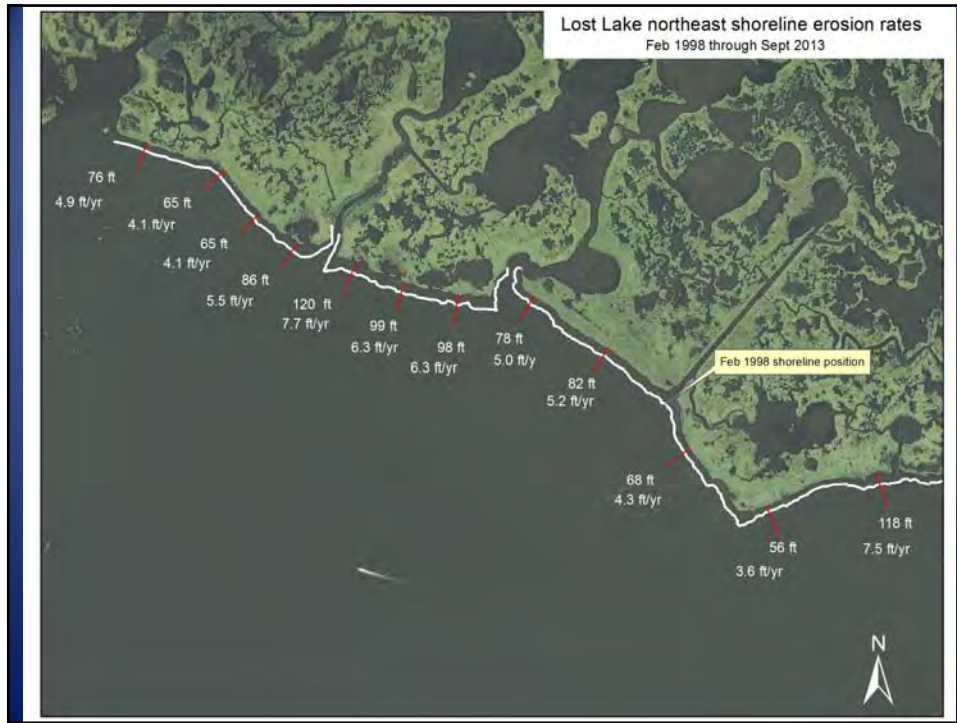 Lost Lake northeast shoreline erosion rates
Feb 1998 through Sept 2013
76 ft
4.9 ft/yr
65 ft
4.1 ft/yr
65 ft
4.1 ft/yr
86 ft
5.5 ft/yr
120 ft
7.7 ft/yr
99 ft
6.3 ft/yr
98 ft
6.3 ft/yr
78 ft
5.0 ft/y
82 ft
5.2 ft/yr
Feb 1998 shoreline position
68 ft
4.3 ft/yr
56 ft
3.6 ft/yr
118 ft
7.5 ft/yr
N